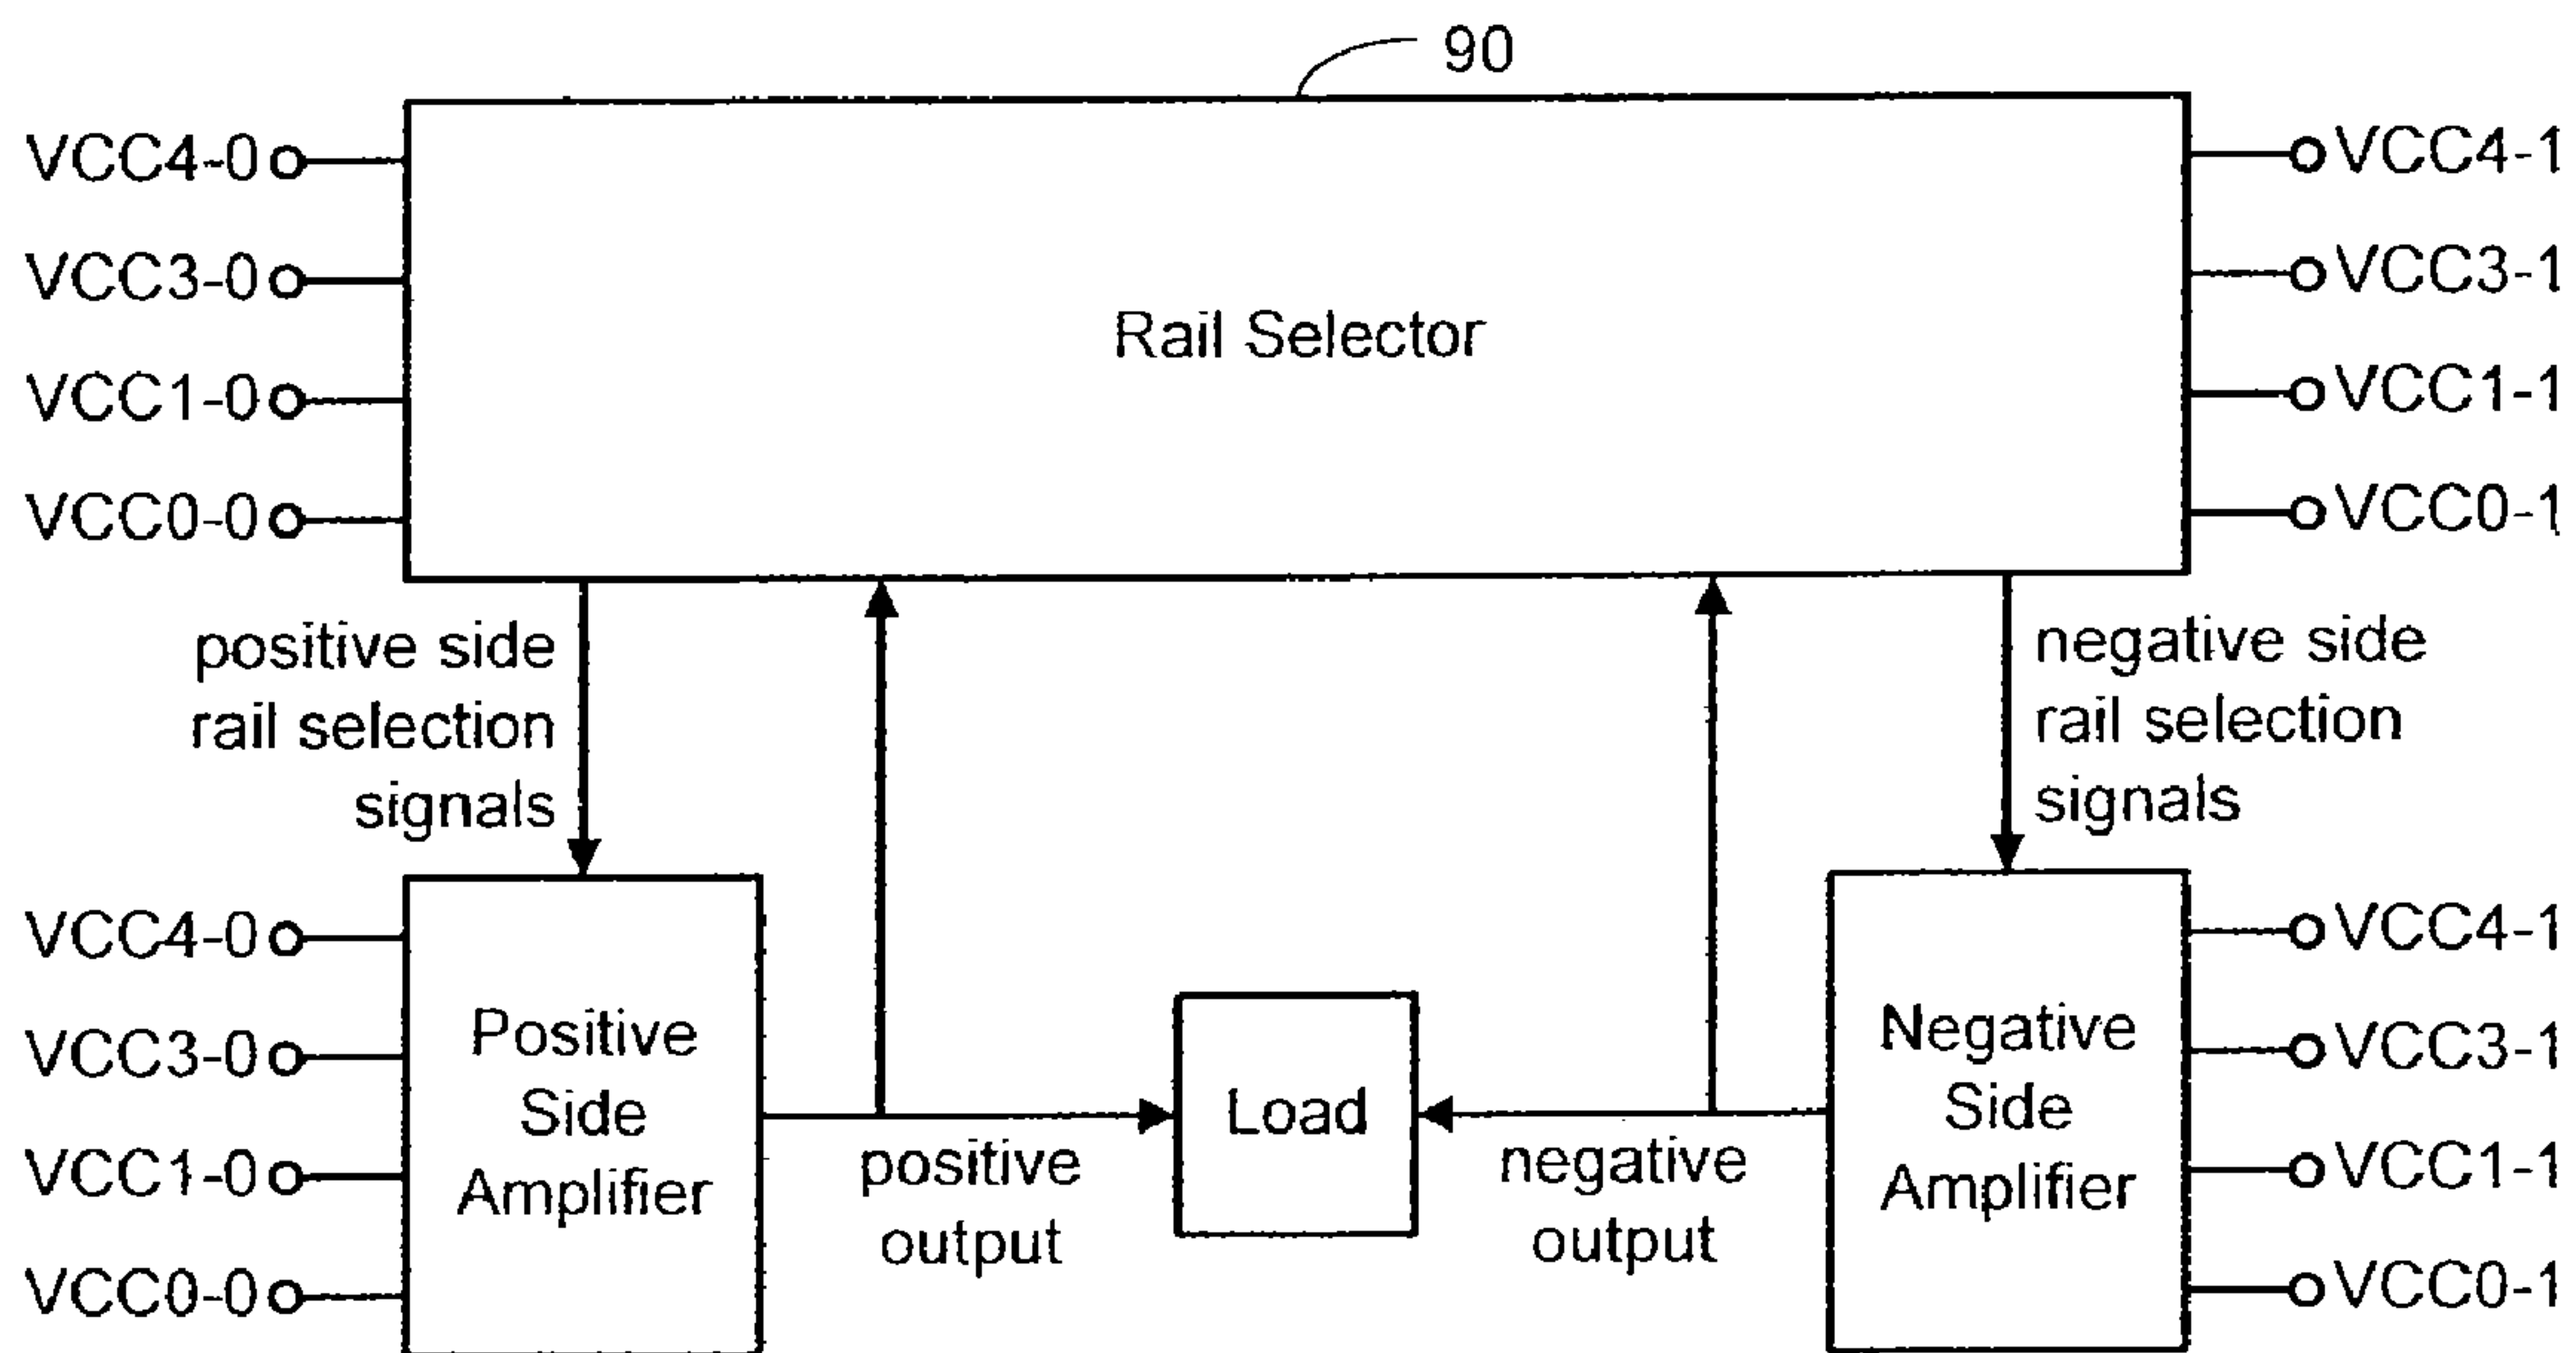 90
VCC4-0
VCC4-1
VCC3-0
VCC3-1
Rail Selector
VCC1-0
VCC1-1
VCC0-0
VCC0-1
positive side
rail selection
signals
negative side
rail selection
signals
VCC4-0
VCC3-0
VCC1-0
VCC0-0
Positive
Side
Amplifier
positive
output
Load
negative
output
Negative
Side
Amplifier
VCC4-1
VCC3-1
VCC1-1
VCC0-1